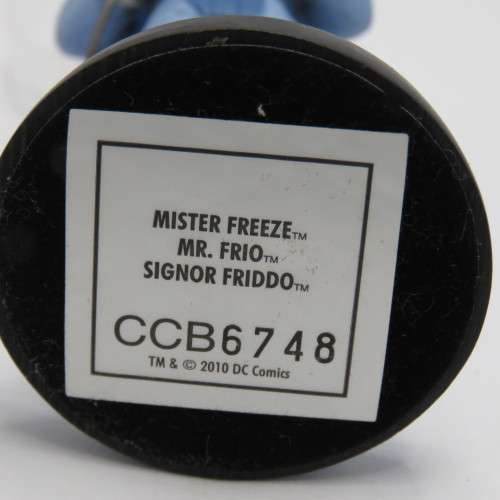 MISTER FREEZE™
MR. FRIO™
SIGNOR FRIDDO™
CCB6748
TM & © 2010 DC Comics